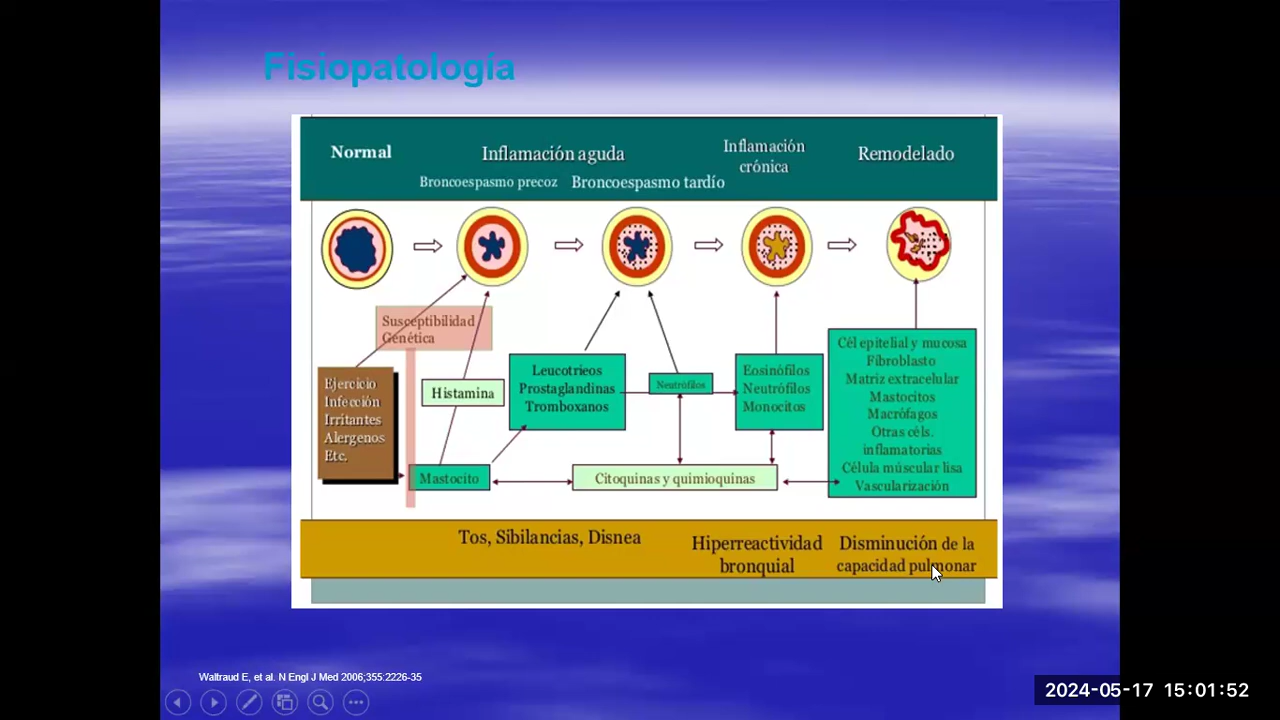 Fisiopatología
Normal
Inflamación aguda
Inflamación
crónica
Remodelado
Broncoespasmo precoz
Broncoespasmo tardío
Susceptibilidad
Genética
Ejercicio
Infección
Irritantes
Alergenos
Etc.
Histamina
Mastocito
Leucotrieos
Prostaglandinas
Tromboxanos
Neutrófilos
Eosinófilos
Neutrófilos
Monocitos
Citoquinas y quimioquinas
Cél epitelial y mucosa
Fibroblasto
Matriz extracelular
Mastocitos
Macrófagos
Otras céls.
inflamatorias
Célula múscular lisa
Vascularización
Tos, Sibilancias, Disnea
Hiperreactividad
bronquial
Disminución de la
capacidad pulmonar
Waltraud E, et al. N Engl J Med 2006;355:2226-35
2024-05-17 15:01:52